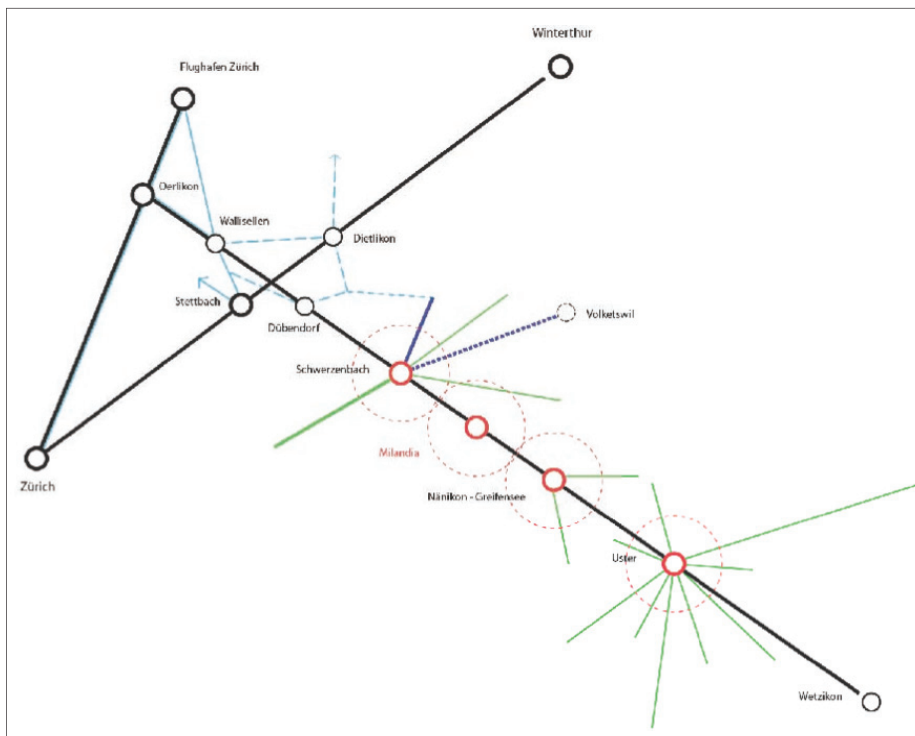 Winterthur
Flughafen Zürich
Oerlikon
Wallisellen
Dietlikon
Stettbach
Dübendorf
Volketswil
Schwerzenbach
Milandia
Zürich
Nänikon - Greifensee
Uster
Wetzikon